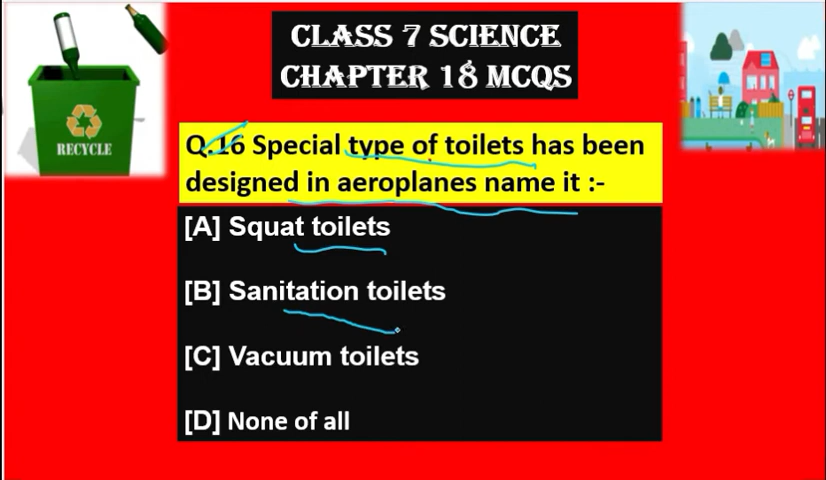 CLASS 7 SCIENCE
CHAPTER 18 MCQS
RECYCLE
Q.16 Special type of toilets has been
designed in aeroplanes name it :-
[A] Squat toilets
[B] Sanitation toilets
[C] Vacuum toilets
[D] None of all